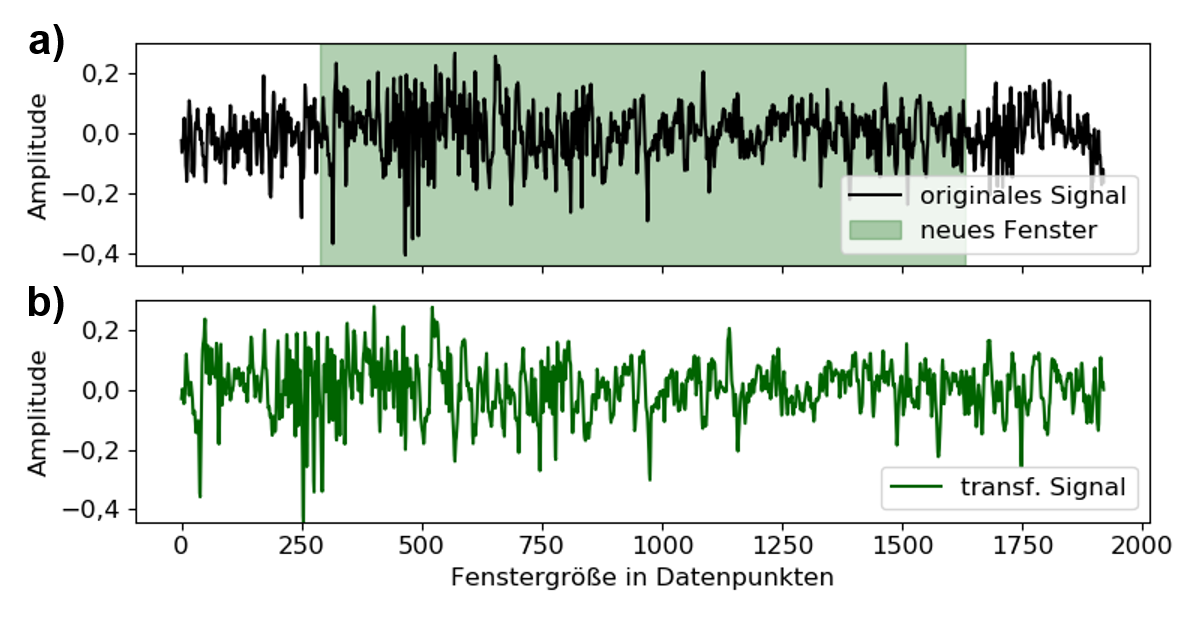 a)
Amplitude
0,2
0,0
−0,2
−0,4
originales Signal
neues Fenster
b)
Amplitude
0,2
0,0
−0,2
−0,4
transf. Signal
0 250 500 750 1000 1250 1500 1750 2000
Fenstergröße in Datenpunkten